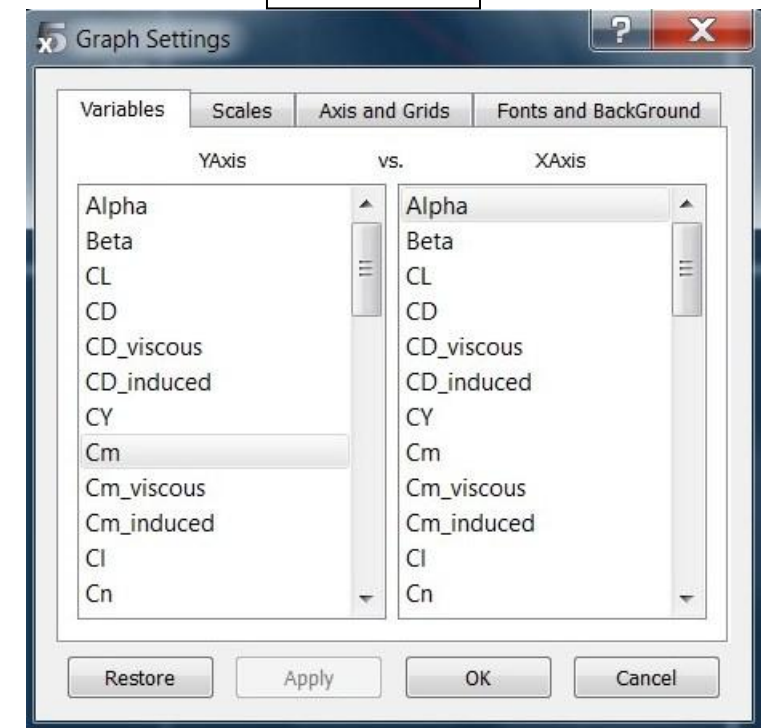 x5 Graph Settings ? X
Variables Scales Axis and Grids Fonts and BackGround
YAxis vs. XAxis
Alpha Alpha
Beta Beta
CL CL
CD CD
CD_viscous CD_viscous
CD_induced CD_induced
CY CY
Cm Cm
Cm_viscous Cm_viscous
Cm_induced Cm_induced
Cl Cl
Cn Cn
Restore Apply OK Cancel